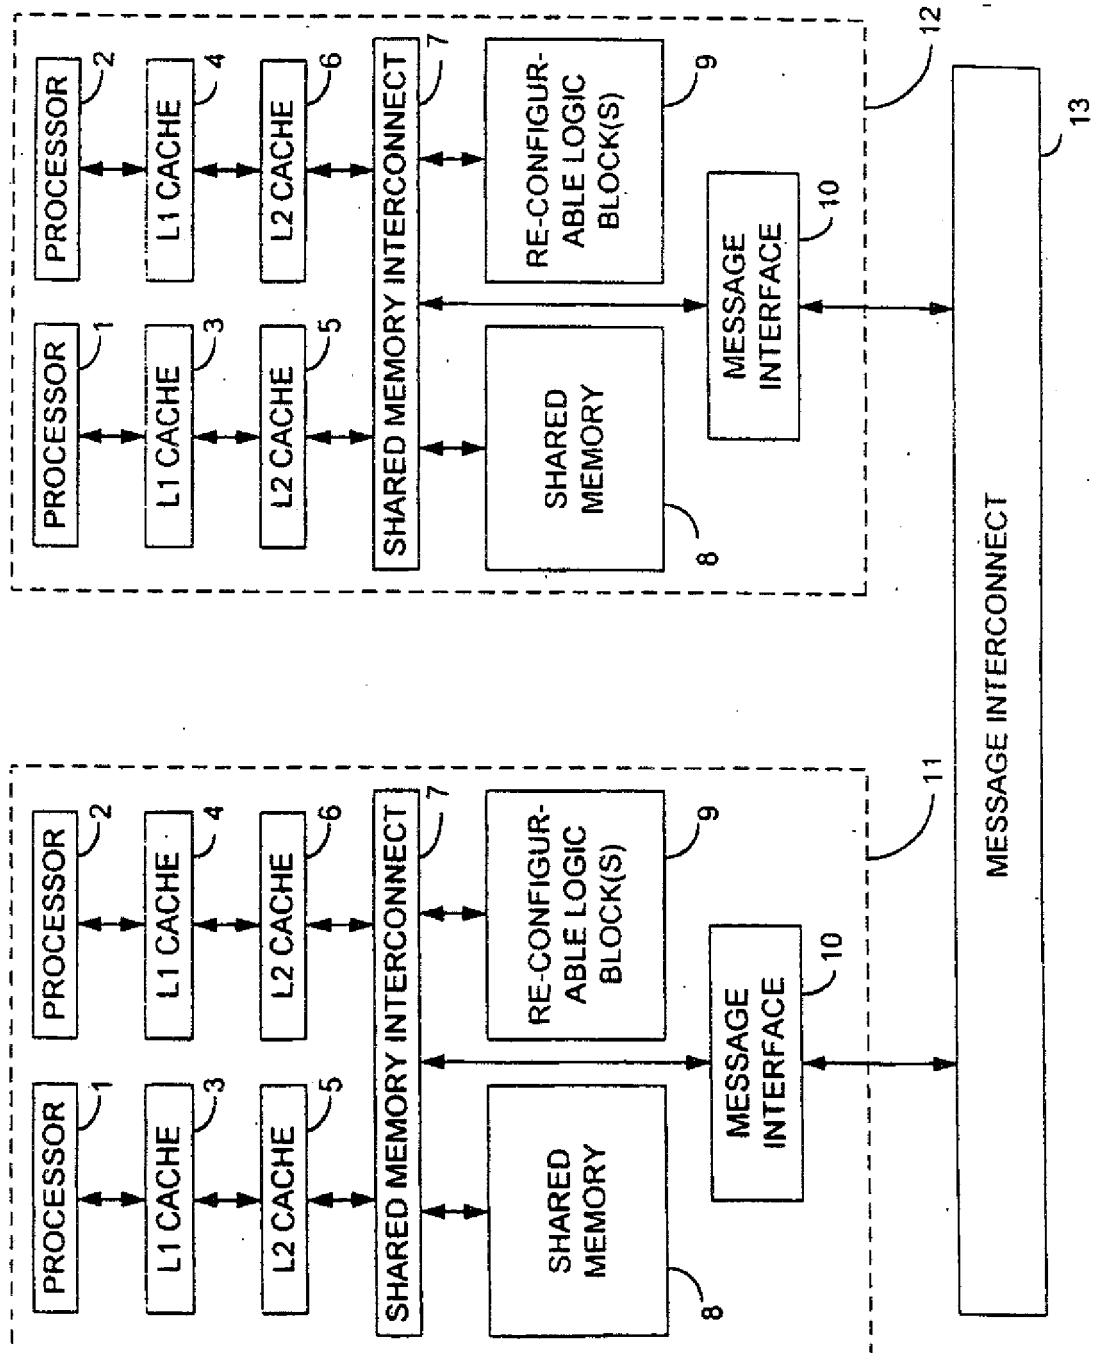 PROCESSOR
1
PROCESSOR
2
L1 CACHE
3
L1 CACHE
4
L2 CACHE
5
L2 CACHE
6
SHARED MEMORY INTERCONNECT
7
SHARED
MEMORY
8
RE-CONFIGUR-
ABLE LOGIC
BLOCK(S)
9
MESSAGE
INTERFACE
10
11
PROCESSOR
1
PROCESSOR
2
L1 CACHE
3
L1 CACHE
4
L2 CACHE
5
L2 CACHE
6
SHARED MEMORY INTERCONNECT
7
SHARED
MEMORY
8
RE-CONFIGUR-
ABLE LOGIC
BLOCK(S)
9
MESSAGE
INTERFACE
10
12
MESSAGE INTERCONNECT
13